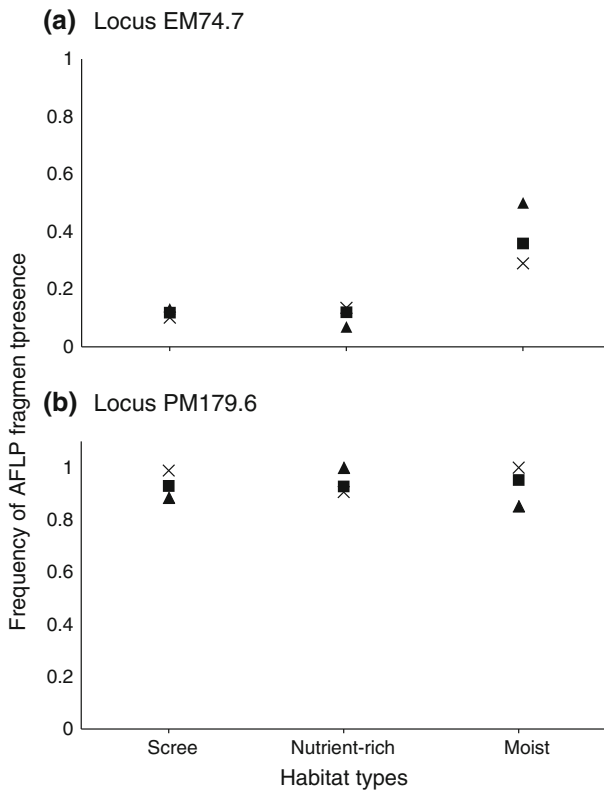 (a) Locus EM74.7
1
0.8
0.6
0.4
0.2
0
(b) Locus PM179.6
1
0.8
0.6
0.4
0.2
0
Frequency of AFLP fragmen tpresence
Scree Nutrient-rich Moist
Habitat types